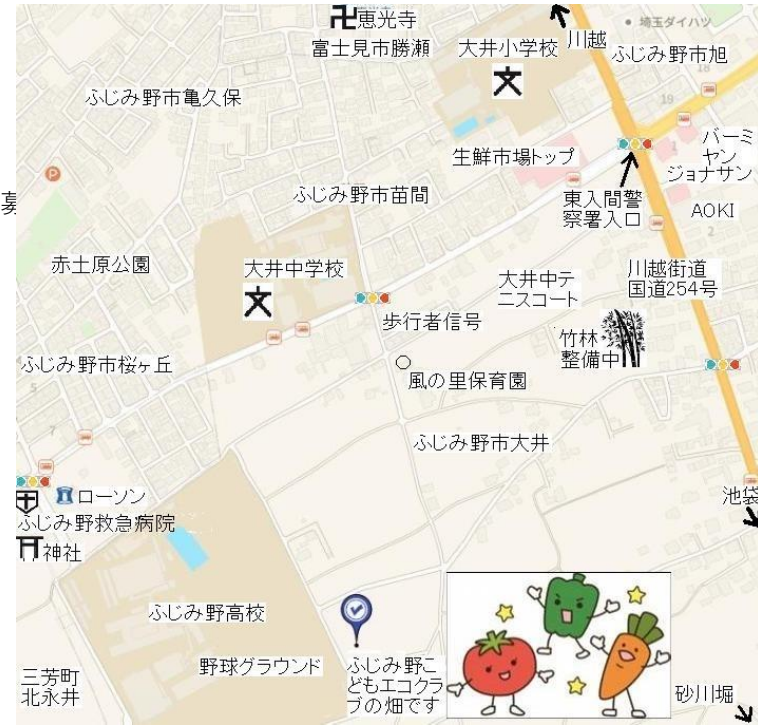 恵光寺
富士見市勝瀬
大井小学校
文
川越
埼玉ダイハツ
ふじみ野市旭
18
19
ふじみ野市亀久保
P
生鮮市場トップ
1
バーミ
ヤン
ジョナサン
東入間警
察署入口
AOKI
2
ふじみ野市苗間
赤土原公園
大井中学校
文
大井中テ
ニスコート
川越街道
国道254号
歩行者信号
竹林
整備中
ふじみ野市桜ヶ丘
5
風の里保育園
7
ふじみ野市大井
ローソン
ふじみ野救急病院
神社
池袋
ふじみ野高校
野球グラウンド
ふじみ野こ
どもエコクラ
ブの畑です
三芳町
北永井
砂川堀